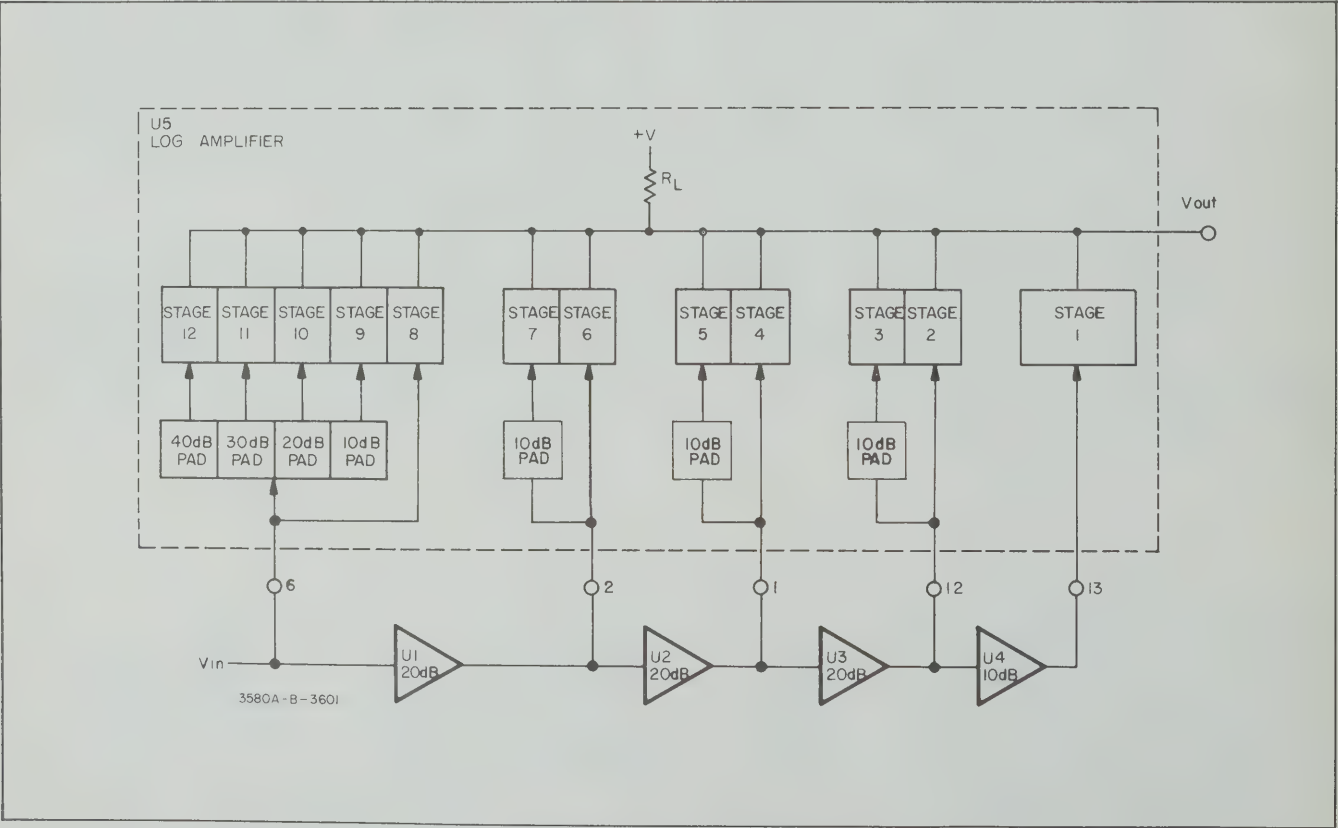 U5
LOG AMPLIFIER
+V
RL
Vout
STAGE
12
STAGE
11
STAGE
10
STAGE
9
STAGE
8
STAGE
7
STAGE
6
STAGE
5
STAGE
4
STAGE
3
STAGE
2
STAGE
1
40dB
PAD
30dB
PAD
20dB
PAD
10dB
PAD
10dB
PAD
10dB
PAD
10dB
PAD
6
2
1
12
13
Vin
U1
20dB
U2
20dB
U3
20dB
U4
10dB
3580A-B-3601